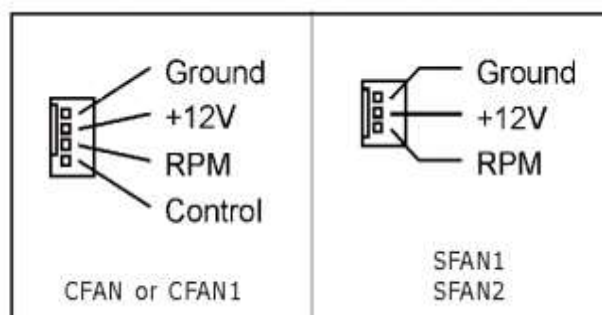 Ground
+12V
RPM
Control
CFAN or CFAN1
Ground
+12V
RPM
SFAN1
SFAN2